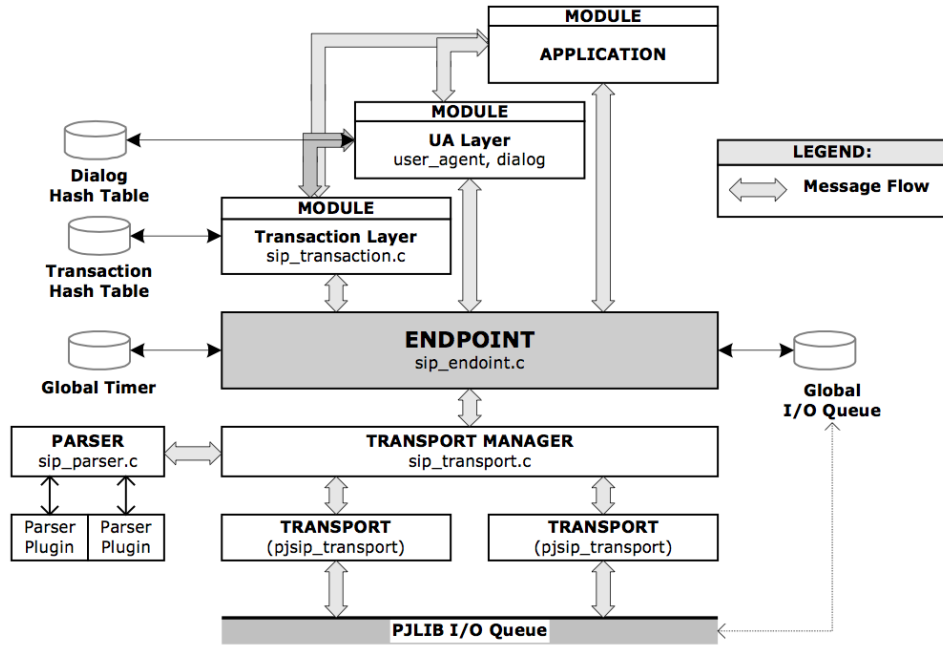 MODULE
APPLICATION
MODULE
UA Layer
user_agent, dialog
LEGEND:
Message Flow
Dialog
Hash Table
MODULE
Transaction Layer
sip_transaction.c
Transaction
Hash Table
ENDPOINT
sip_endoint.c
Global Timer
Global
I/O Queue
PARSER
sip_parser.c
TRANSPORT MANAGER
sip_transport.c
Parser
Plugin
Parser
Plugin
TRANSPORT
(pjsip_transport)
TRANSPORT
(pjsip_transport)
PJLIB I/O Queue